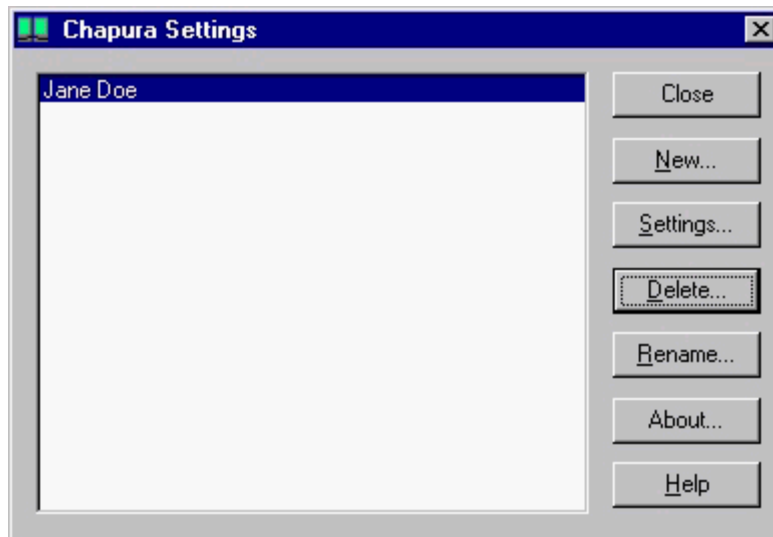 Chapura Settings
Jane Doe
Close
New...
Settings...
Delete...
Rename...
About...
Help